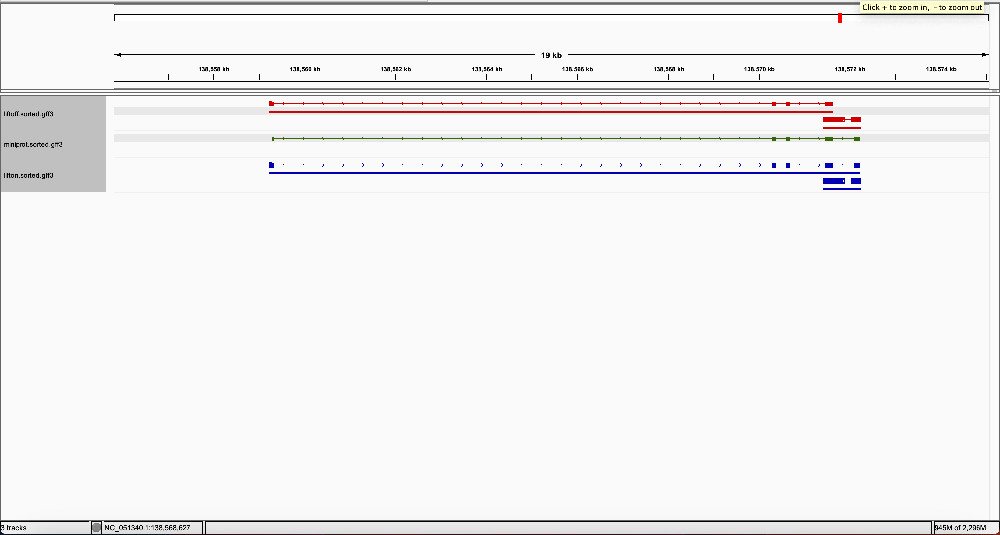 Click + to zoom in, – to zoom out
19 kb
138,558 kb 138,560 kb 138,562 kb 138,564 kb 138,566 kb 138,568 kb 138,570 kb 138,572 kb 138,574 kb
liftoff.sorted.gff3
miniprot.sorted.gff3
lifton.sorted.gff3
3 tracks NC_051340.1:138,568,627 945M of 2,296M